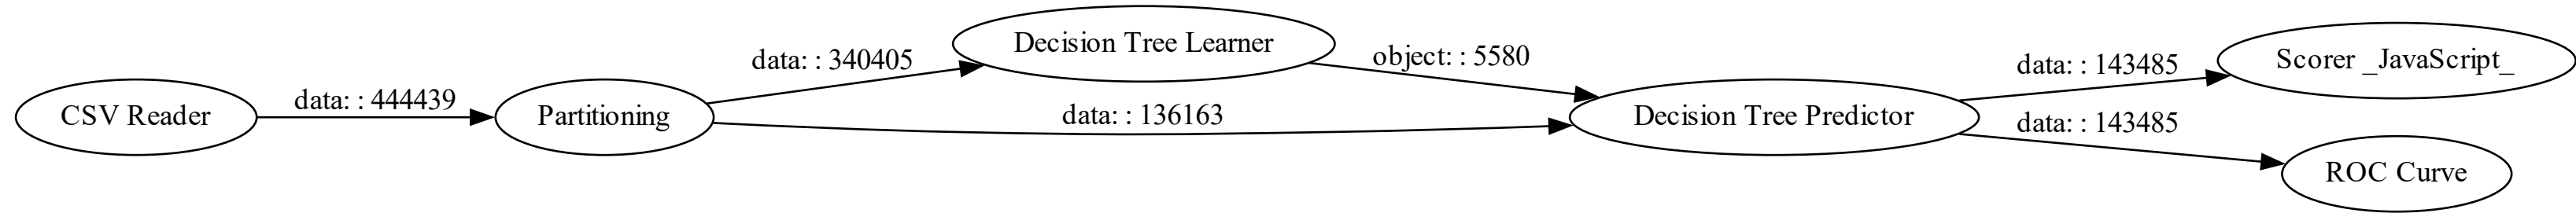 CSV Reader
data: : 444439
Partitioning
data: : 340405
data: : 136163
Decision Tree Learner
object: : 5580
Decision Tree Predictor
data: : 143485
data: : 143485
Scorer _JavaScript_
ROC Curve